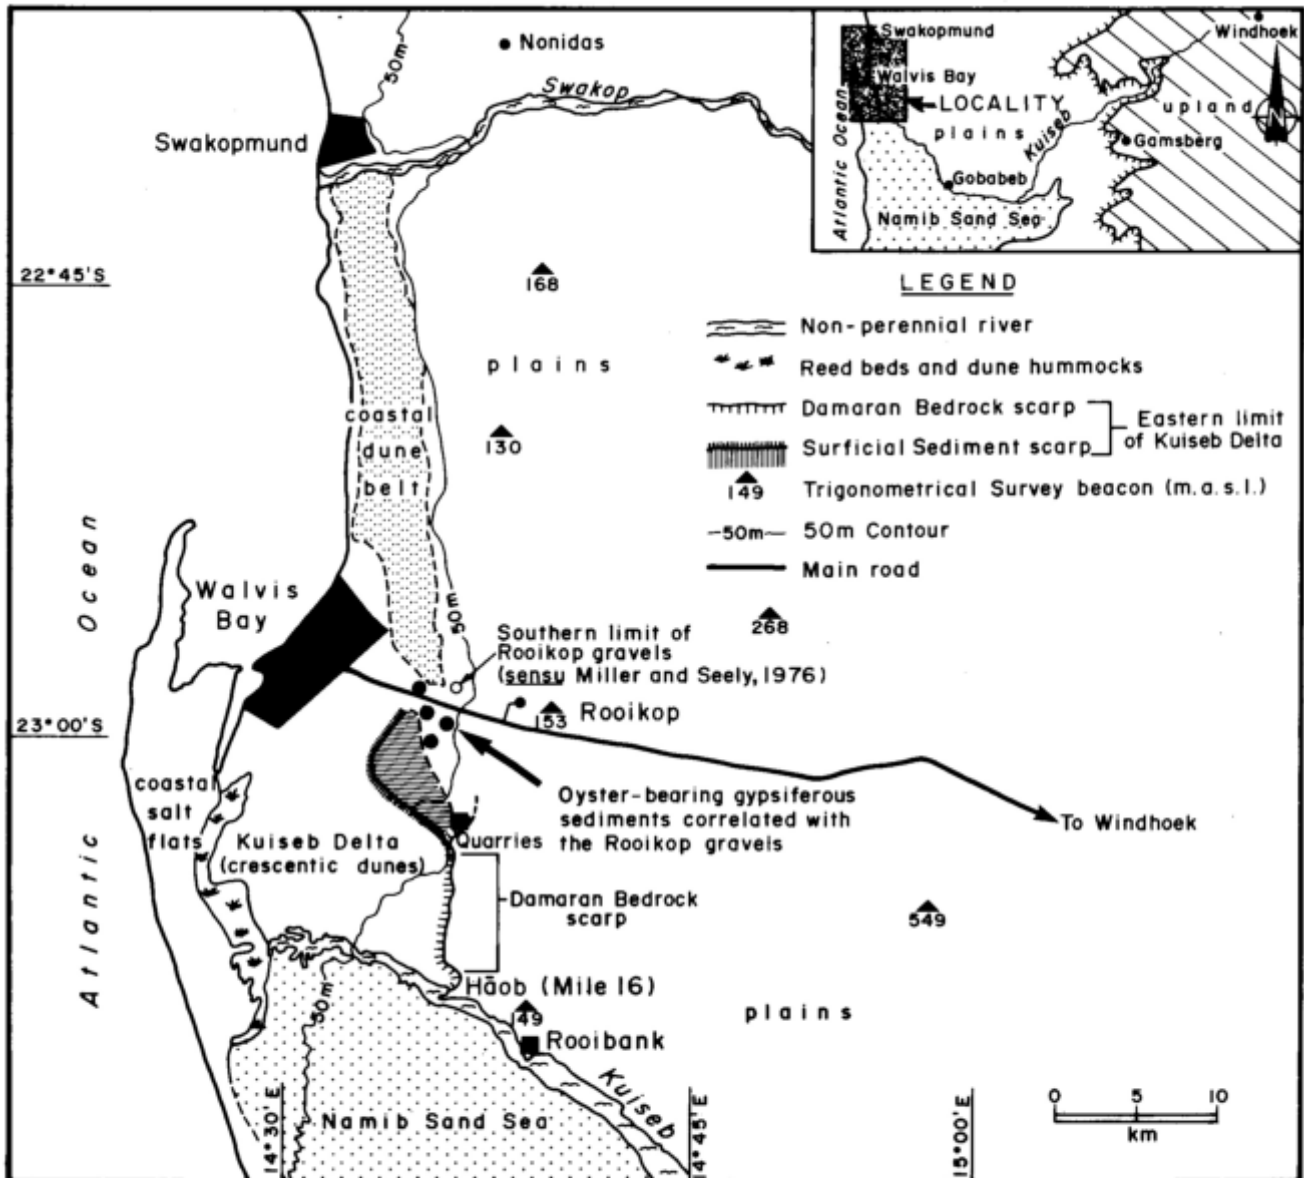 Nonidas
50m
Swakop
Swakopmund
Swakopmund
Windhoek
Walvis Bay
LOCALITY
upland
plains
Kuiseb
Gamsberg
Gobabeb
Atlantic Ocean
Namib Sand Sea
22°45'S
168
plains
LEGEND
Non-perennial river
Reed beds and dune hummocks
Damaran Bedrock scarp
Surficial Sediment scarp
Eastern limit
of Kuiseb Delta
149
Trigonometrical Survey beacon (m.a.s.l.)
-50m-
50m Contour
Main road
coastal
dune
belt
130
Atlantic Ocean
Walvis
Bay
50m
268
Southern limit of
Rooikop gravels
(sensu Miller and Seely, 1976)
153
Rooikop
23°00'S
Oyster-bearing gypsiferous
sediments correlated with
the Rooikop gravels
To Windhoek
coastal
salt
flats
Kuiseb Delta
(crescentic dunes)
Quarries
Damaran Bedrock
scarp
549
Hāob (Mile 16)
149
Rooibank
plains
50m
Kuiseb
Namib Sand Sea
14°30' E
14°45' E
15°00' E
0 5 10
km